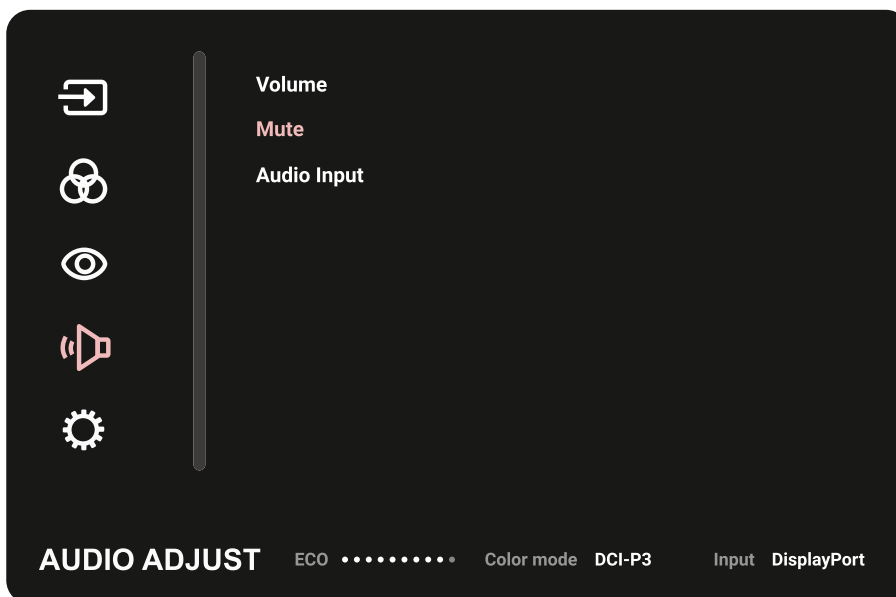 Volume
Mute
Audio Input
AUDIO ADJUST ECO Color mode DCI-P3 Input DisplayPort